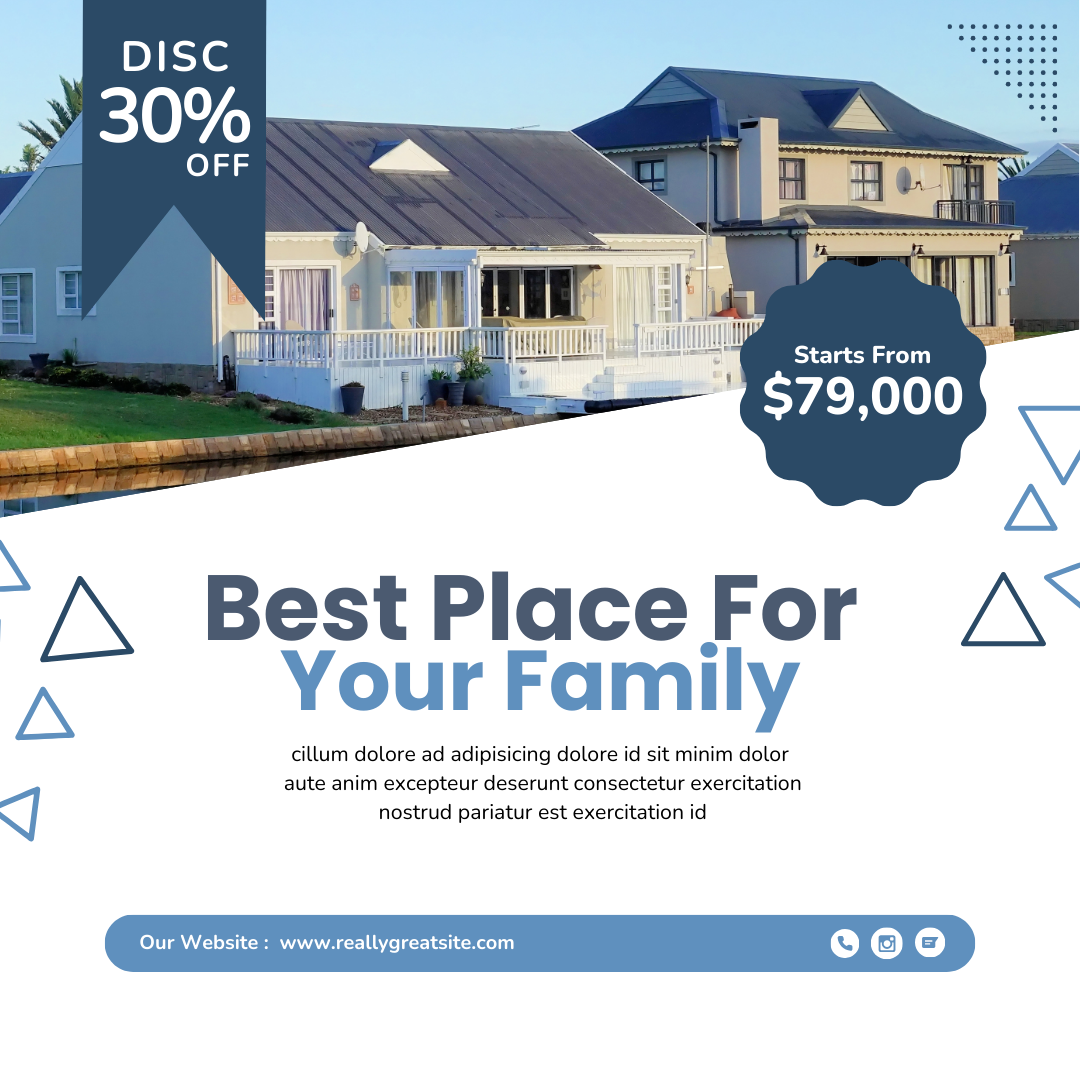 DISC
30%
OFF
Starts From
$79,000
Best Place For
Your Family
cillum dolore ad adipisicing dolore id sit minim dolor
aute anim excepteur deserunt consectetur exercitation
nostrud pariatur est exercitation id
Our Website : www.reallygreatsite.com